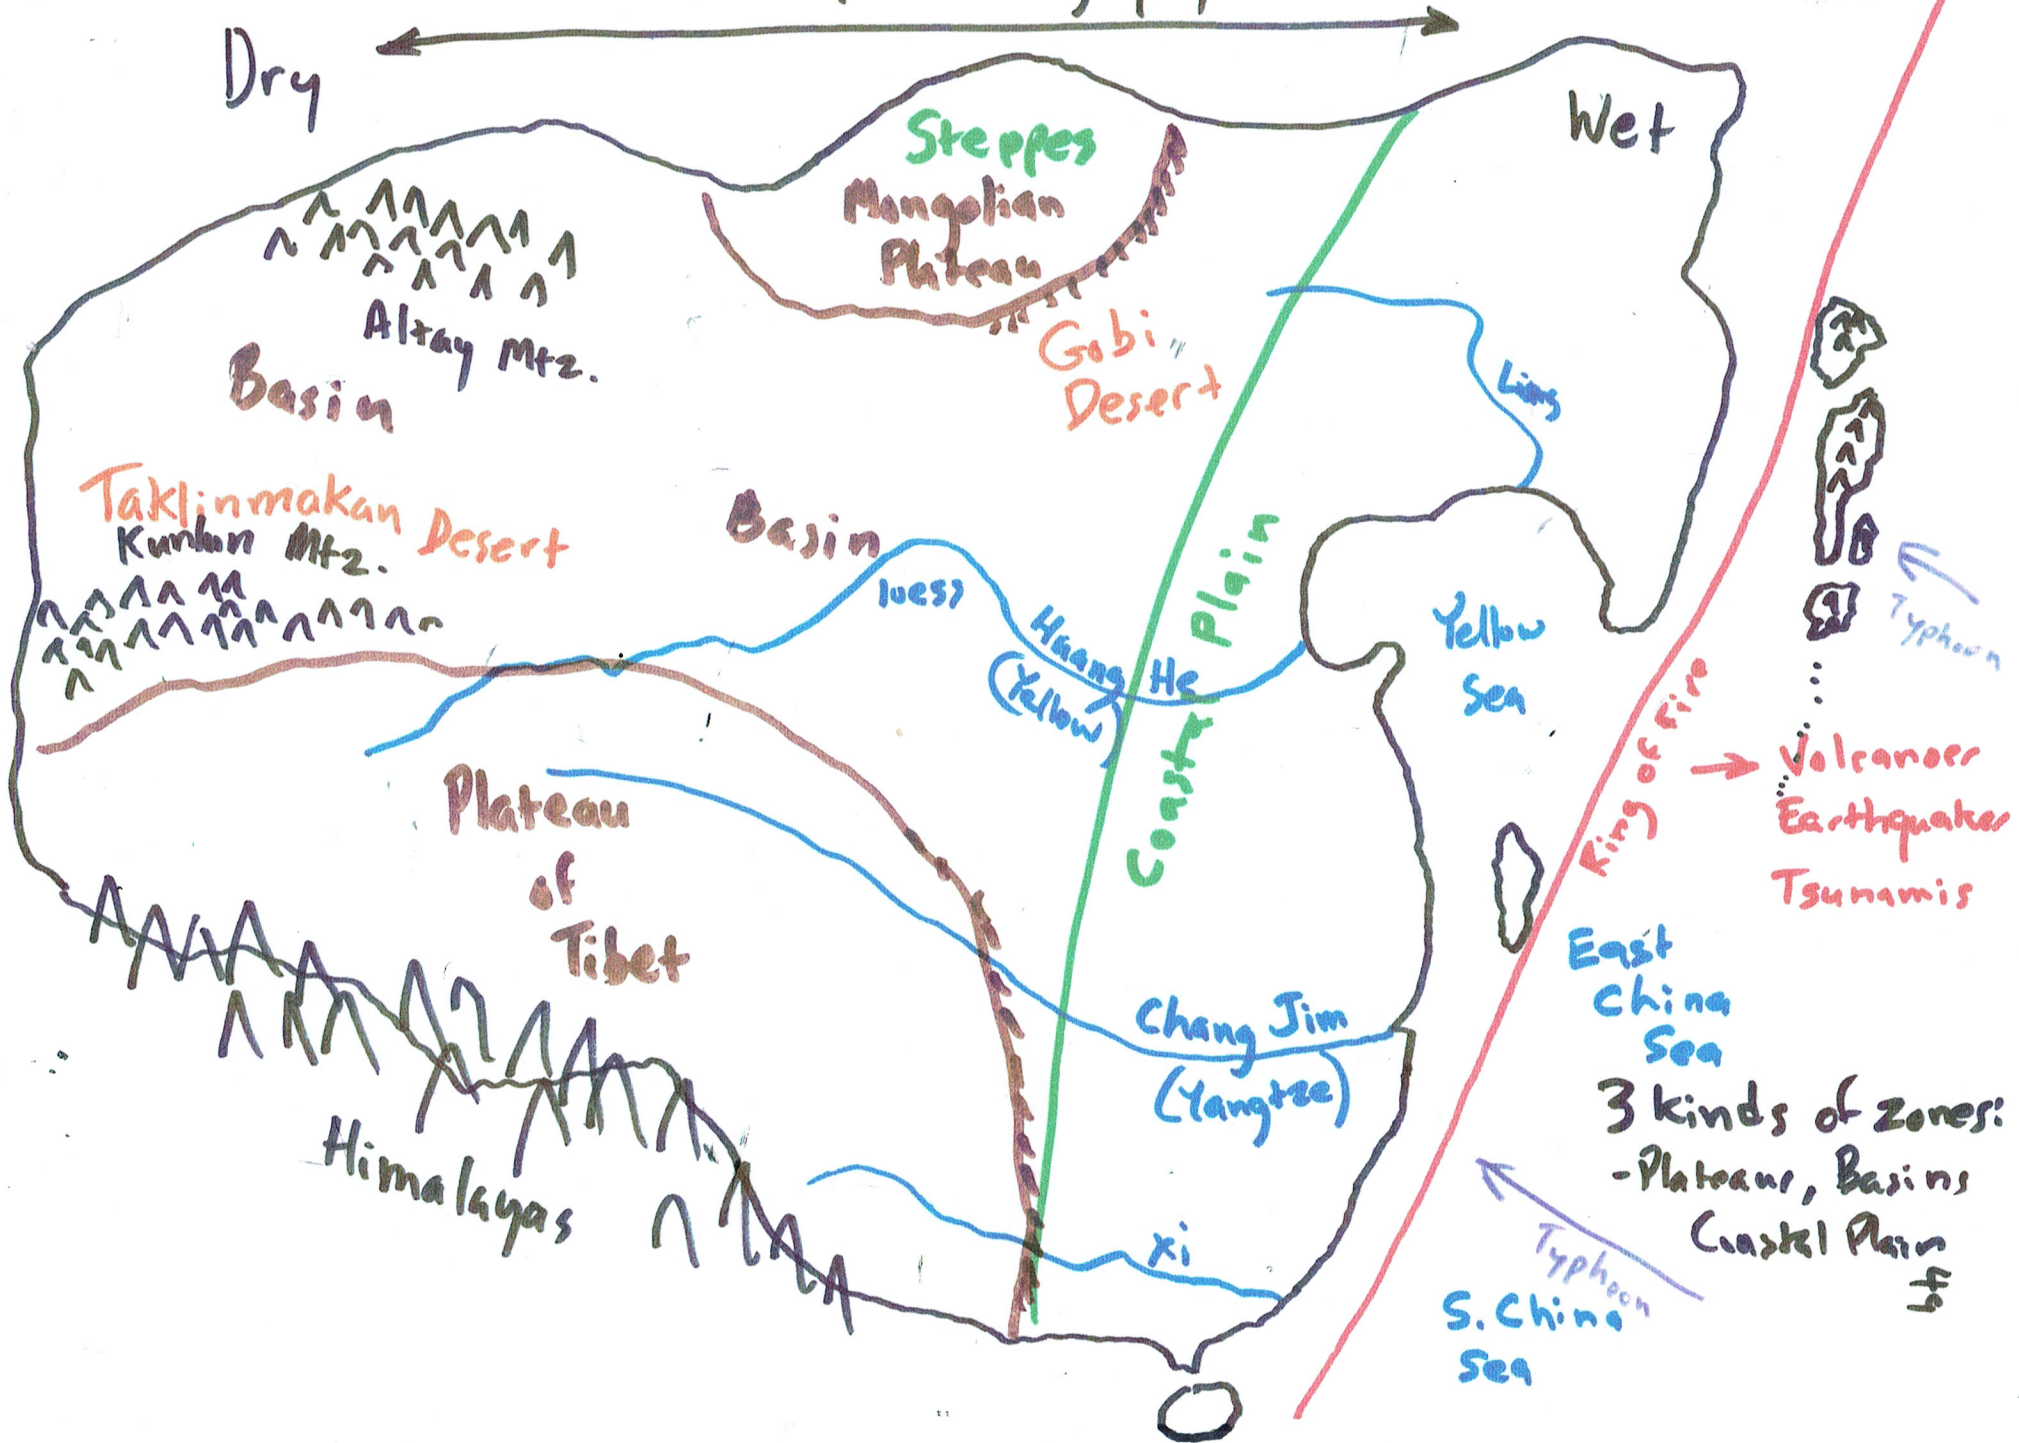 Dry
Wet
Steppes
Mongolian
Plateau
Altay Mtz.
Gobi
Desert
Basin
Liang
Taklinmakan Desert
Kunlun Mtz.
Basin
loess
Huang He
(Yellow)
Coastal Plain
Yellow
Sea
Typhoon
Ring of Fire
Volcanoes
Earthquakes
Tsunamis
Plateau
of
Tibet
East
China
Sea
Chang Jim
(Yangtze)
3 kinds of zones:
-Plateaus, Basins
Coastal Plain
Himalayas
Xi
Typhoon
S. China
Sea